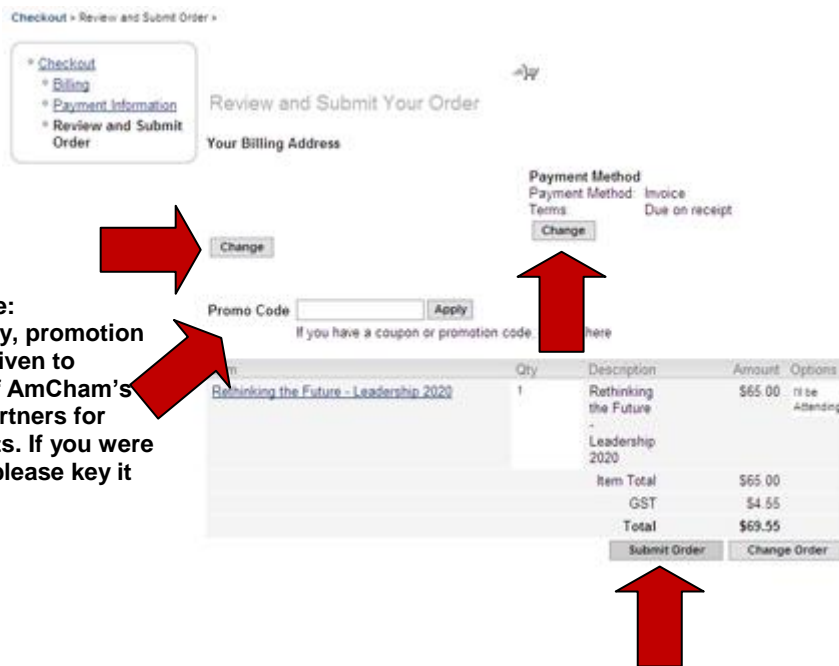 Checkout > Review and Submit Order >
Checkout
Billing
Payment Information
Review and Submit
Order
Review and Submit Your Order
Your Billing Address
Payment Method
Payment Method: Invoice
Terms: Due on receipt
Change
Change
e:
y, promotion
iven to
f AmCham's
rtners for
ts. If you were
please key it
Promo Code
Apply
If you have a coupon or promotion code, here
Qty Description Amount Options
Rethinking the Future - Leadership 2020 1 Rethinking $65.00 I'll be
the Future Attending
-
Leadership
2020
Item Total $65.00
GST $4.55
Total $69.55
Submit Order Change Order